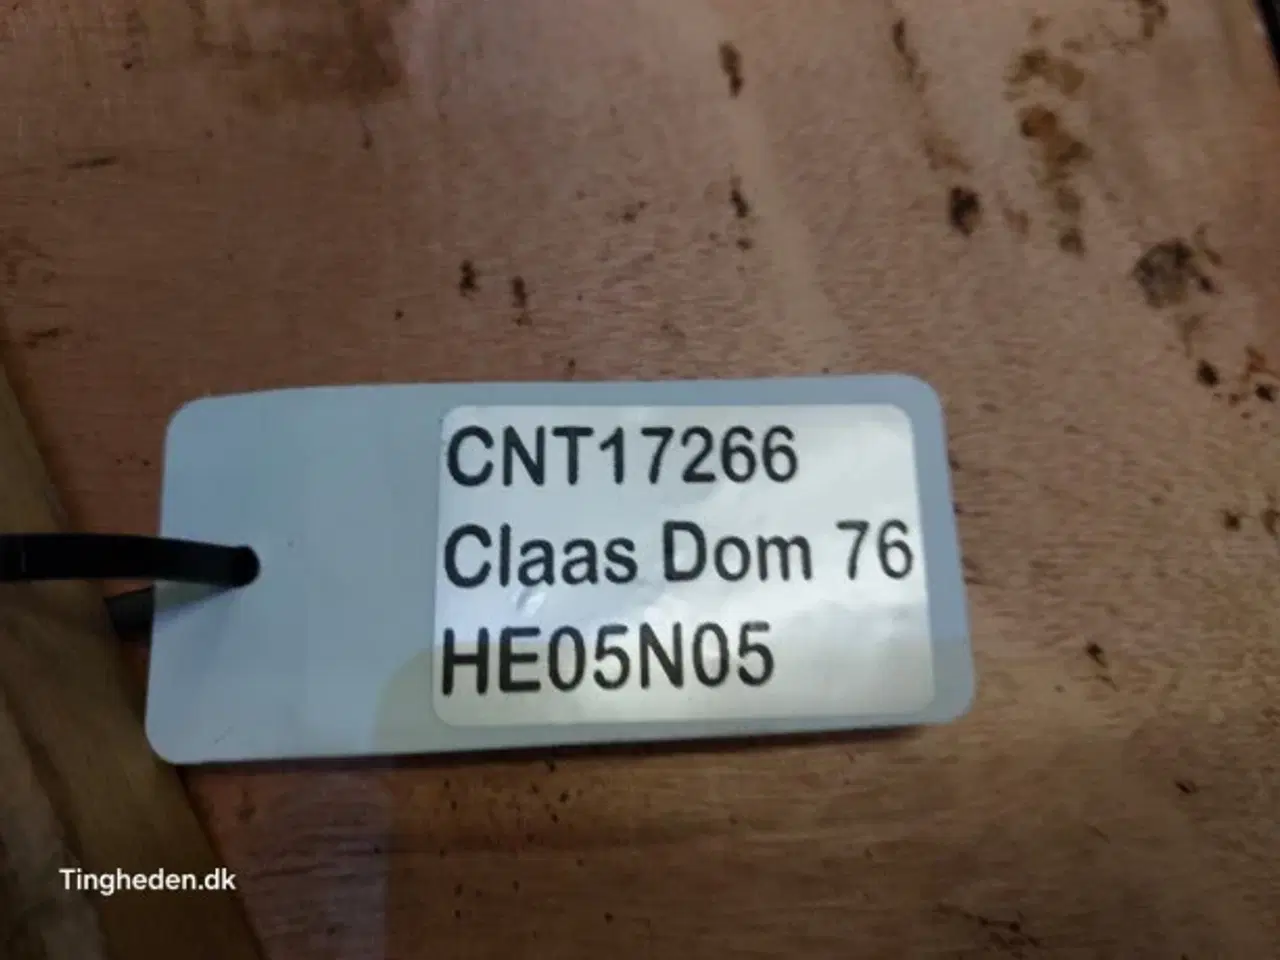 CNT17266
Claas Dom 76
HE05N05
Tingheden.dk